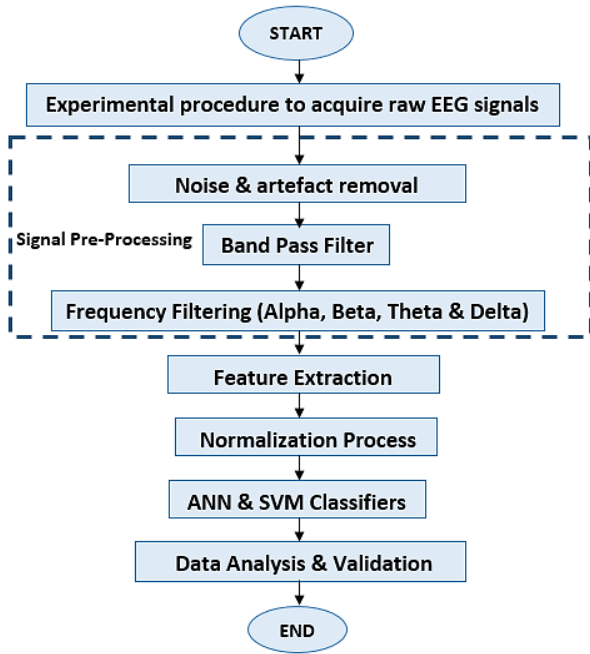 START
Experimental procedure to acquire raw EEG signals
Noise & artefact removal
Signal Pre-Processing
Band Pass Filter
Frequency Filtering (Alpha, Beta, Theta & Delta)
Feature Extraction
Normalization Process
ANN & SVM Classifiers
Data Analysis & Validation
END